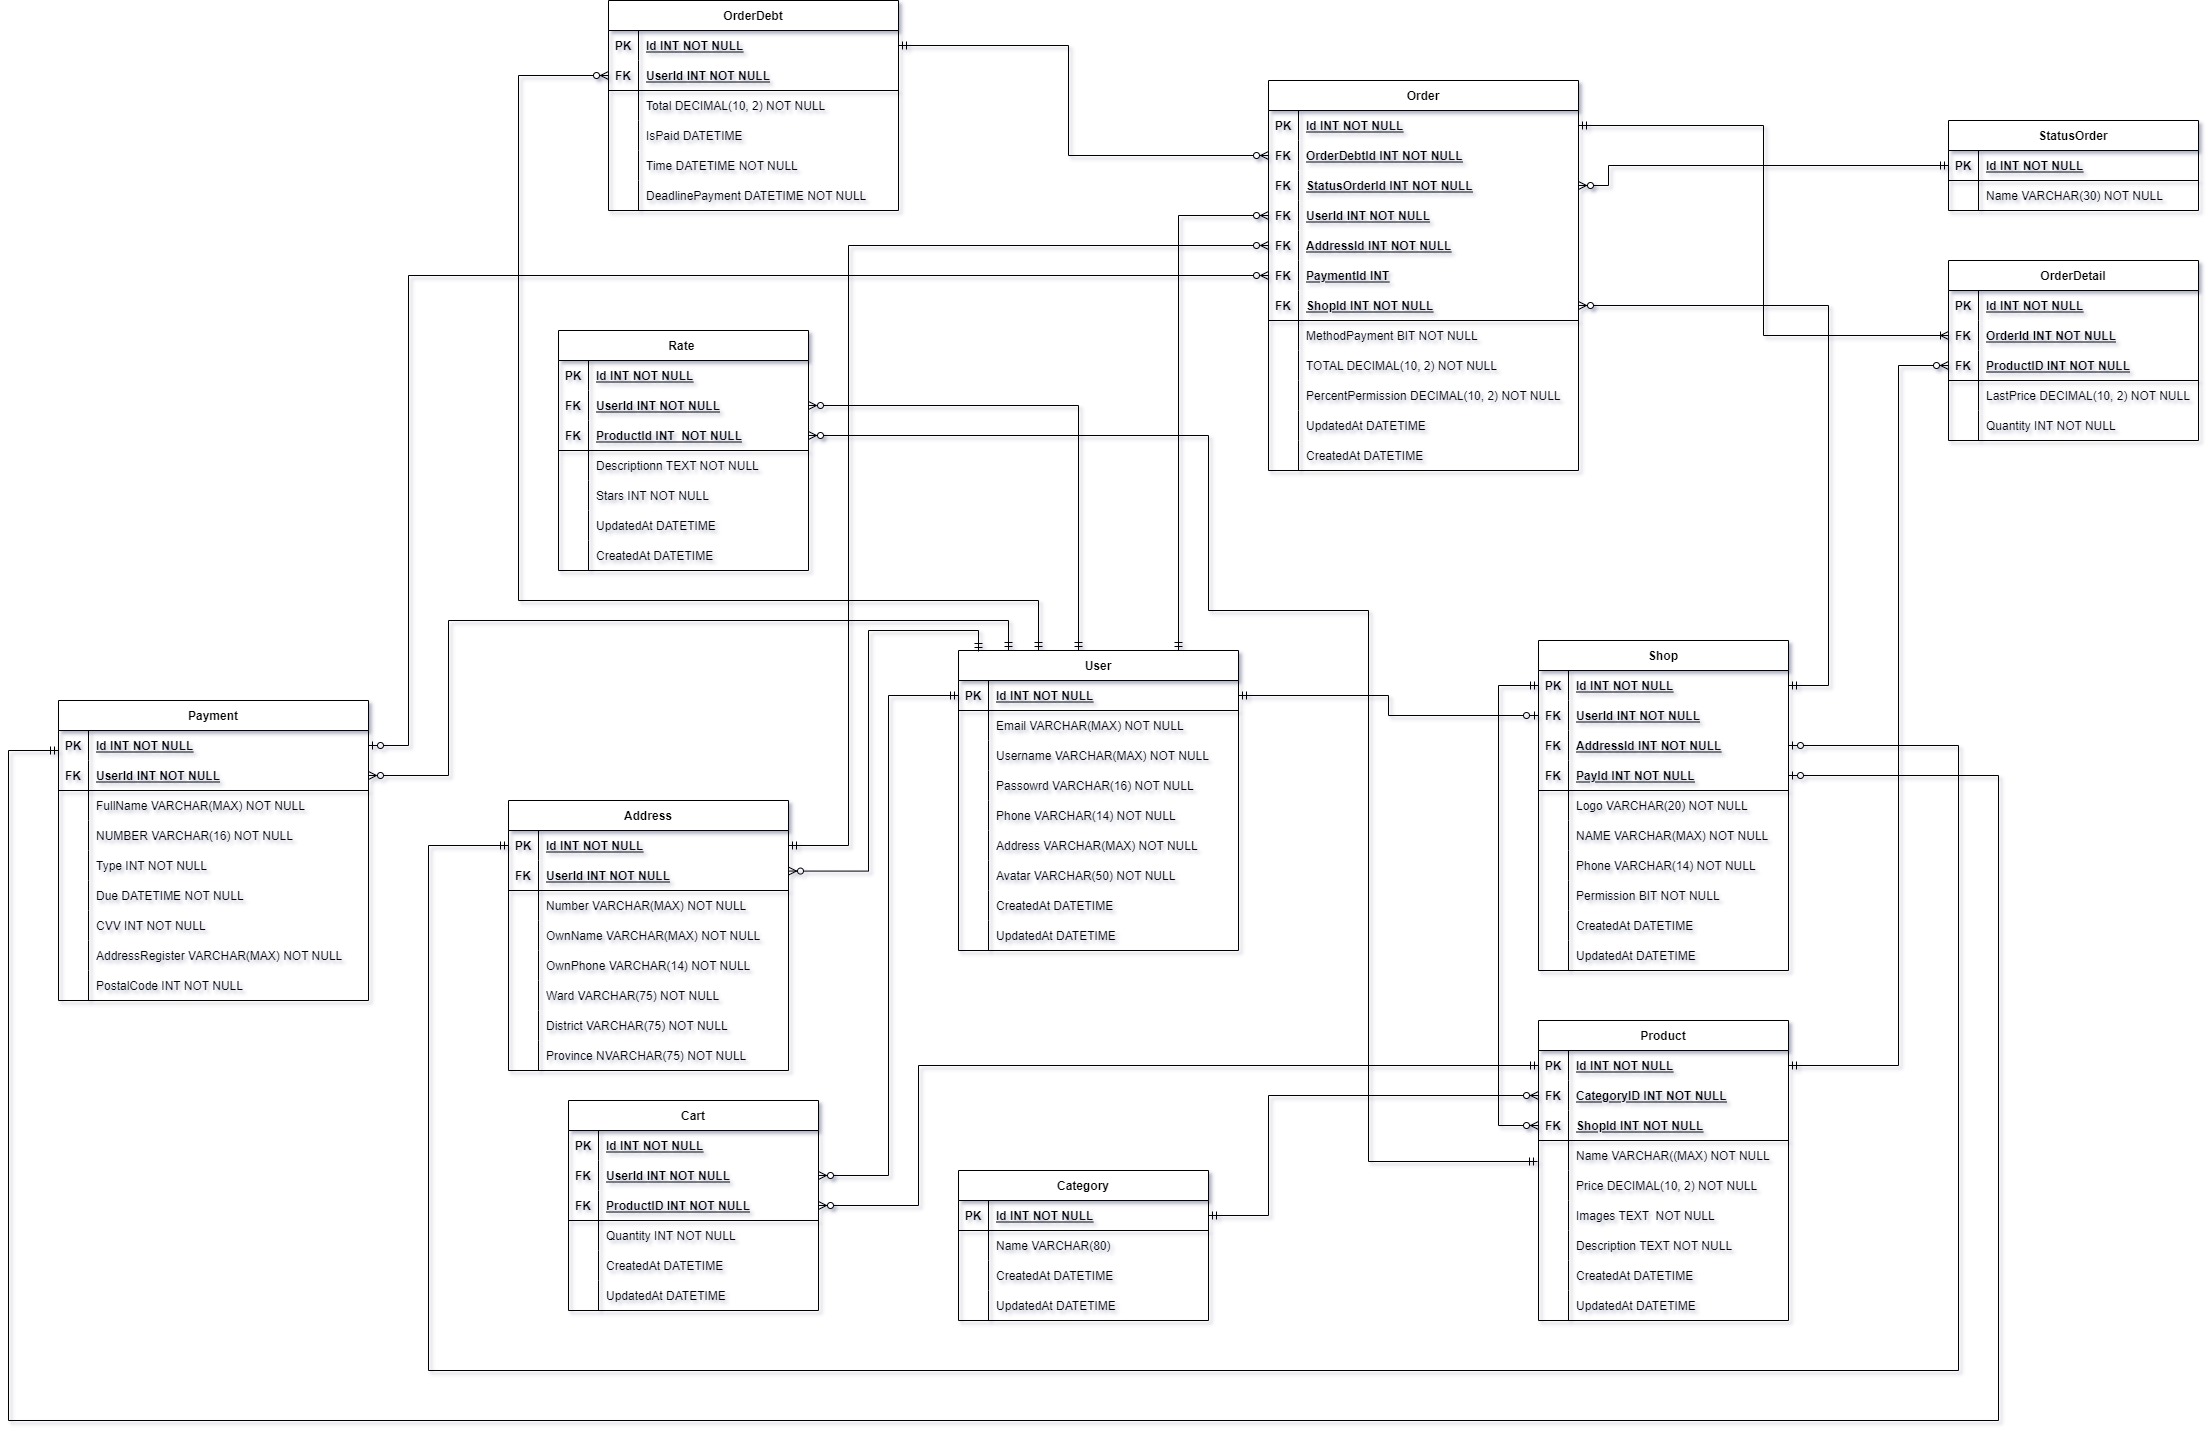 OrderDebt
PK Id INT NOT NULL
FK UserId INT NOT NULL
Total DECIMAL(10, 2) NOT NULL
IsPaid DATETIME
Time DATETIME NOT NULL
DeadlinePayment DATETIME NOT NULL
Order
PK Id INT NOT NULL
FK OrderDebtId INT NOT NULL
FK StatusOrderId INT NOT NULL
FK UserId INT NOT NULL
FK AddressId INT NOT NULL
FK PaymentId INT
FK ShopId INT NOT NULL
MethodPayment BIT NOT NULL
TOTAL DECIMAL(10, 2) NOT NULL
PercentPermission DECIMAL(10, 2) NOT NULL
UpdatedAt DATETIME
CreatedAt DATETIME
StatusOrder
PK Id INT NOT NULL
Name VARCHAR(30) NOT NULL
OrderDetail
PK Id INT NOT NULL
FK OrderId INT NOT NULL
FK ProductID INT NOT NULL
LastPrice DECIMAL(10, 2) NOT NULL
Quantity INT NOT NULL
Rate
PK Id INT NOT NULL
FK UserId INT NOT NULL
FK ProductId INT  NOT NULL
Descriptionn TEXT NOT NULL
Stars INT NOT NULL
UpdatedAt DATETIME
CreatedAt DATETIME
User
PK Id INT NOT NULL
Email VARCHAR(MAX) NOT NULL
Username VARCHAR(MAX) NOT NULL
Passowrd VARCHAR(16) NOT NULL
Phone VARCHAR(14) NOT NULL
Address VARCHAR(MAX) NOT NULL
Avatar VARCHAR(50) NOT NULL
CreatedAt DATETIME
UpdatedAt DATETIME
Shop
PK Id INT NOT NULL
FK UserId INT NOT NULL
FK AddressId INT NOT NULL
FK PayId INT NOT NULL
Logo VARCHAR(20) NOT NULL
NAME VARCHAR(MAX) NOT NULL
Phone VARCHAR(14) NOT NULL
Permission BIT NOT NULL
CreatedAt DATETIME
UpdatedAt DATETIME
Payment
PK Id INT NOT NULL
FK UserId INT NOT NULL
FullName VARCHAR(MAX) NOT NULL
NUMBER VARCHAR(16) NOT NULL
Type INT NOT NULL
Due DATETIME NOT NULL
CVV INT NOT NULL
AddressRegister VARCHAR(MAX) NOT NULL
PostalCode INT NOT NULL
Address
PK Id INT NOT NULL
FK UserId INT NOT NULL
Number VARCHAR(MAX) NOT NULL
OwnName VARCHAR(MAX) NOT NULL
OwnPhone VARCHAR(14) NOT NULL
Ward VARCHAR(75) NOT NULL
District VARCHAR(75) NOT NULL
Province NVARCHAR(75) NOT NULL
Product
PK Id INT NOT NULL
FK CategoryID INT NOT NULL
FK ShopId INT NOT NULL
Name VARCHAR((MAX) NOT NULL
Price DECIMAL(10, 2) NOT NULL
Images TEXT  NOT NULL
Description TEXT NOT NULL
CreatedAt DATETIME
UpdatedAt DATETIME
Cart
PK Id INT NOT NULL
FK UserId INT NOT NULL
FK ProductID INT NOT NULL
Quantity INT NOT NULL
CreatedAt DATETIME
UpdatedAt DATETIME
Category
PK Id INT NOT NULL
Name VARCHAR(80)
CreatedAt DATETIME
UpdatedAt DATETIME